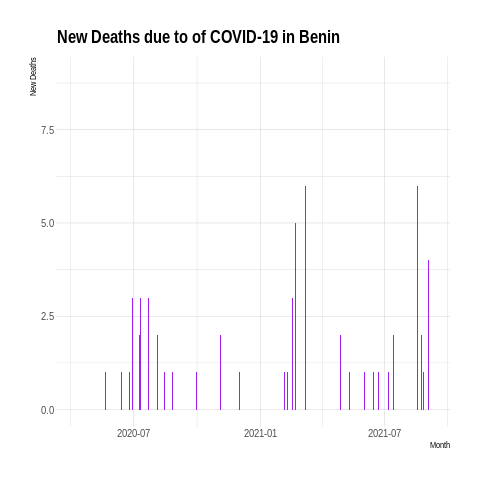 New Deaths due to of COVID-19 in Benin
New Deaths
7.5
5.0
2.5
0.0
2020-07 2021-01 2021-07
Month